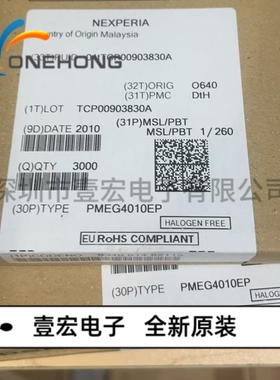 ONEHONG
NEXPERIA
Country of Origin Malaysia
TCP00903830A
(32T)ORIG O640
(31T)PMC DtH
(1T)LOT TCP00903830A
(31P)MSL/PBT
(9D)DATE 2010
MSL/PBT 1/260
(Q)QTY 3000
深圳市壹宏电子有限公司
(30P)TYPE PMEG4010EP
HALOGEN FREE
EU RoHS COMPLIANT
(30P)TYPE PMEG4010EP
HALOGEN FREE
壹宏电子 全新原装